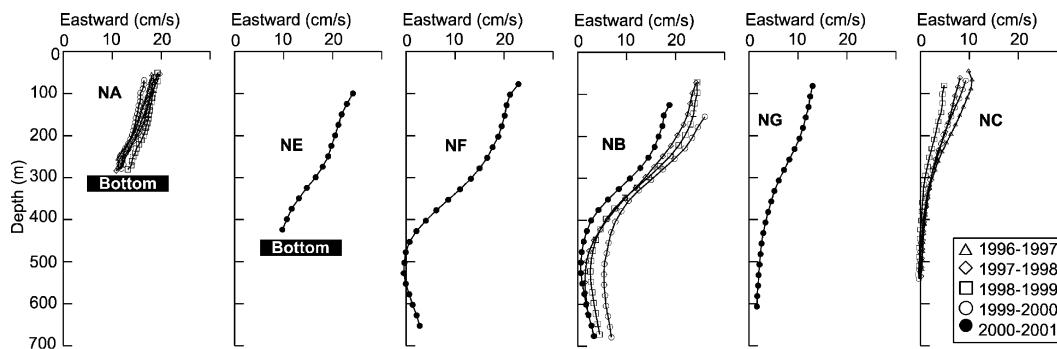 Eastward (cm/s) Eastward (cm/s) Eastward (cm/s) Eastward (cm/s) Eastward (cm/s) Eastward (cm/s)
0 10 20 0 10 20 0 10 20 0 10 20 0 10 20 0 10 20
0
100
200
300
400
500
600
700
Depth (m)
NA
Bottom
NE
Bottom
NF
NB
NG
NC
1996-1997
1997-1998
1998-1999
1999-2000
2000-2001